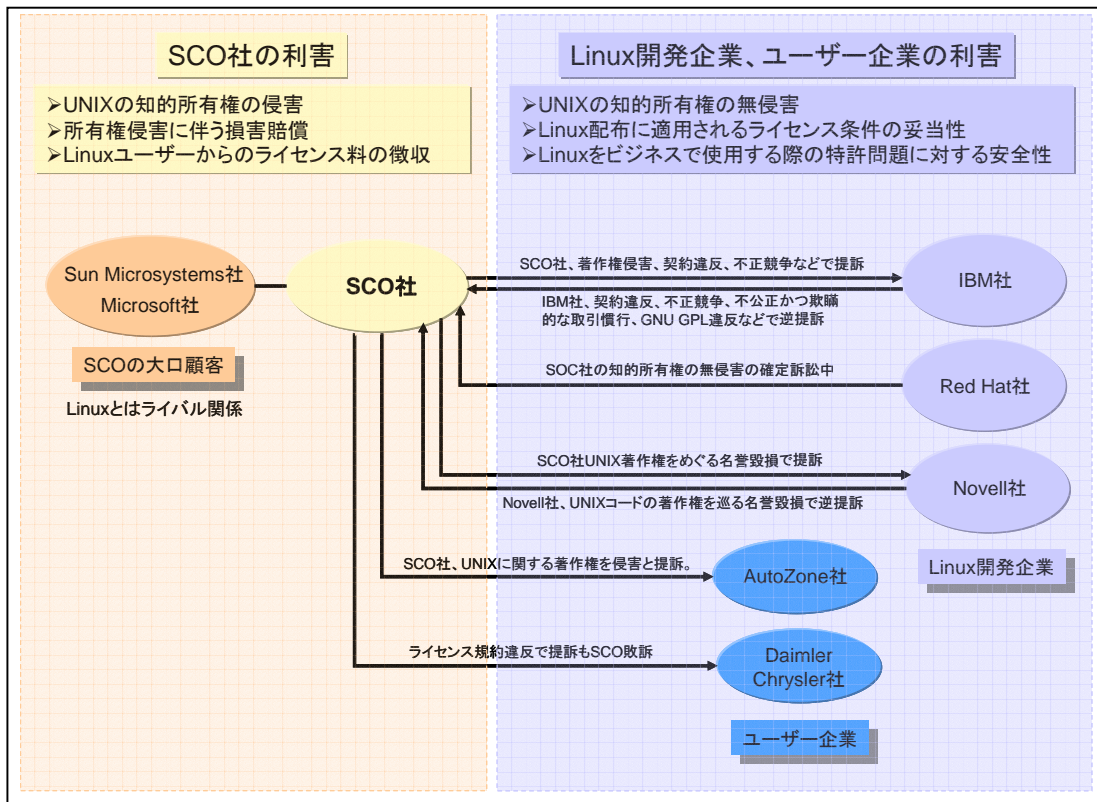 SCO社の利害
➢UNIXの知的所有権の侵害
➢所有権侵害に伴う損害賠償
➢Linuxユーザーからのライセンス料の徴収
Linux開発企業、ユーザー企業の利害
➢UNIXの知的所有権の無侵害
➢Linux配布に適用されるライセンス条件の妥当性
➢Linuxをビジネスで使用する際の特許問題に対する安全性
Sun Microsystems社
Microsoft社
SCOの大口顧客
Linuxとはライバル関係
SCO社
SCO社、著作権侵害、契約違反、不正競争などで提訴
IBM社、契約違反、不正競争、不公正かつ欺瞞
的な取引慣行、GNU GPL違反などで逆提訴
IBM社
SOC社の知的所有権の無侵害の確定訴訟中
Red Hat社
SCO社UNIX著作権をめぐる名誉毀損で提訴
Novell社、UNIXコードの著作権を巡る名誉毀損で逆提訴
Novell社
Linux開発企業
SCO社、UNIXに関する著作権を侵害と提訴。
AutoZone社
ライセンス規約違反で提訴もSCO敗訴
Daimler
Chrysler社
ユーザー企業